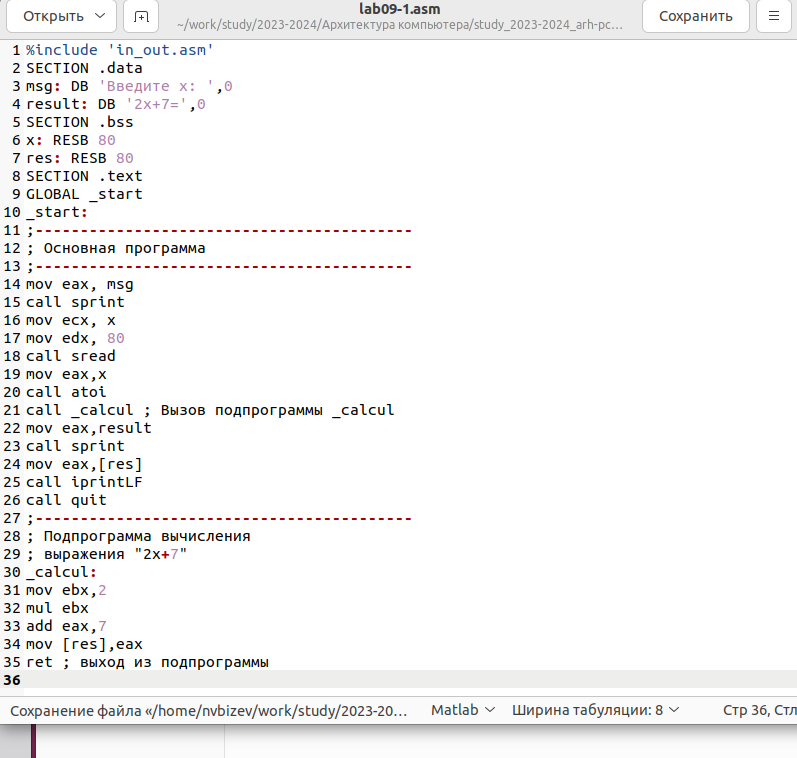 Открыть
lab09-1.asm
~/work/study/2023-2024/Архитектура компьютера/study_2023-2024_arh-pc…
Сохранить
1 %include 'in_out.asm'
2 SECTION .data
3 msg: DB 'Введите x: ',0
4 result: DB '2x+7=',0
5 SECTION .bss
6 x: RESB 80
7 res: RESB 80
8 SECTION .text
9 GLOBAL _start
10 _start:
11 ;------------------------------------------
12 ; Основная программа
13 ;------------------------------------------
14 mov eax, msg
15 call sprint
16 mov ecx, x
17 mov edx, 80
18 call sread
19 mov eax,x
20 call atoi
21 call _calcul ; Вызов подпрограммы _calcul
22 mov eax,result
23 call sprint
24 mov eax,[res]
25 call iprintLF
26 call quit
27 ;------------------------------------------
28 ; Подпрограмма вычисления
29 ; выражения "2x+7"
30 _calcul:
31 mov ebx,2
32 mul ebx
33 add eax,7
34 mov [res],eax
35 ret ; выход из подпрограммы
36
Сохранение файла «/home/nvbizev/work/study/2023-20… Matlab Ширина табуляции: 8 Стр 36, Стл